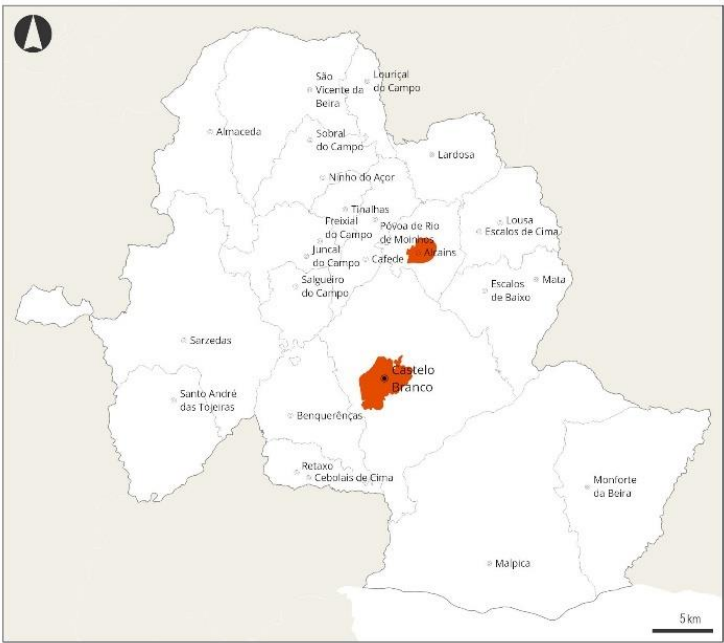 Louriçal
do Campo
São
Vicente da
Beira
Almaceda
Sobral
do Campo
Lardosa
Ninho do Açor
Tinalhas
Freixial
do Campo
Póvoa de Rio
de Moinhos
Lousa
Escalos de Cima
Juncal
do Campo
Cafede
Alcains
Salgueiro
do Campo
Escalos
de Baixo
Mata
Sarzedas
Castelo
Branco
Santo André
das Tojeiras
Benquerênças
Retaxo
Cebolais de Cima
Monforte
da Beira
Malpica
5 km